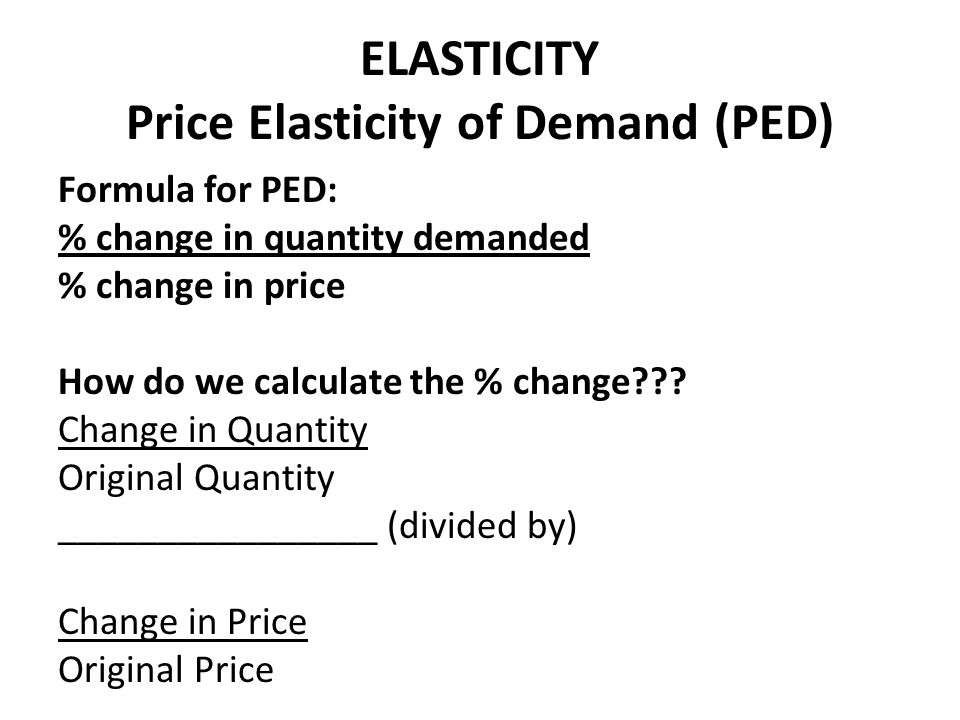 ELASTICITY
Price Elasticity of Demand (PED)
Formula for PED:
% change in quantity demanded
% change in price
How do we calculate the % change???
Change in Quantity
Original Quantity
________________ (divided by)
Change in Price
Original Price